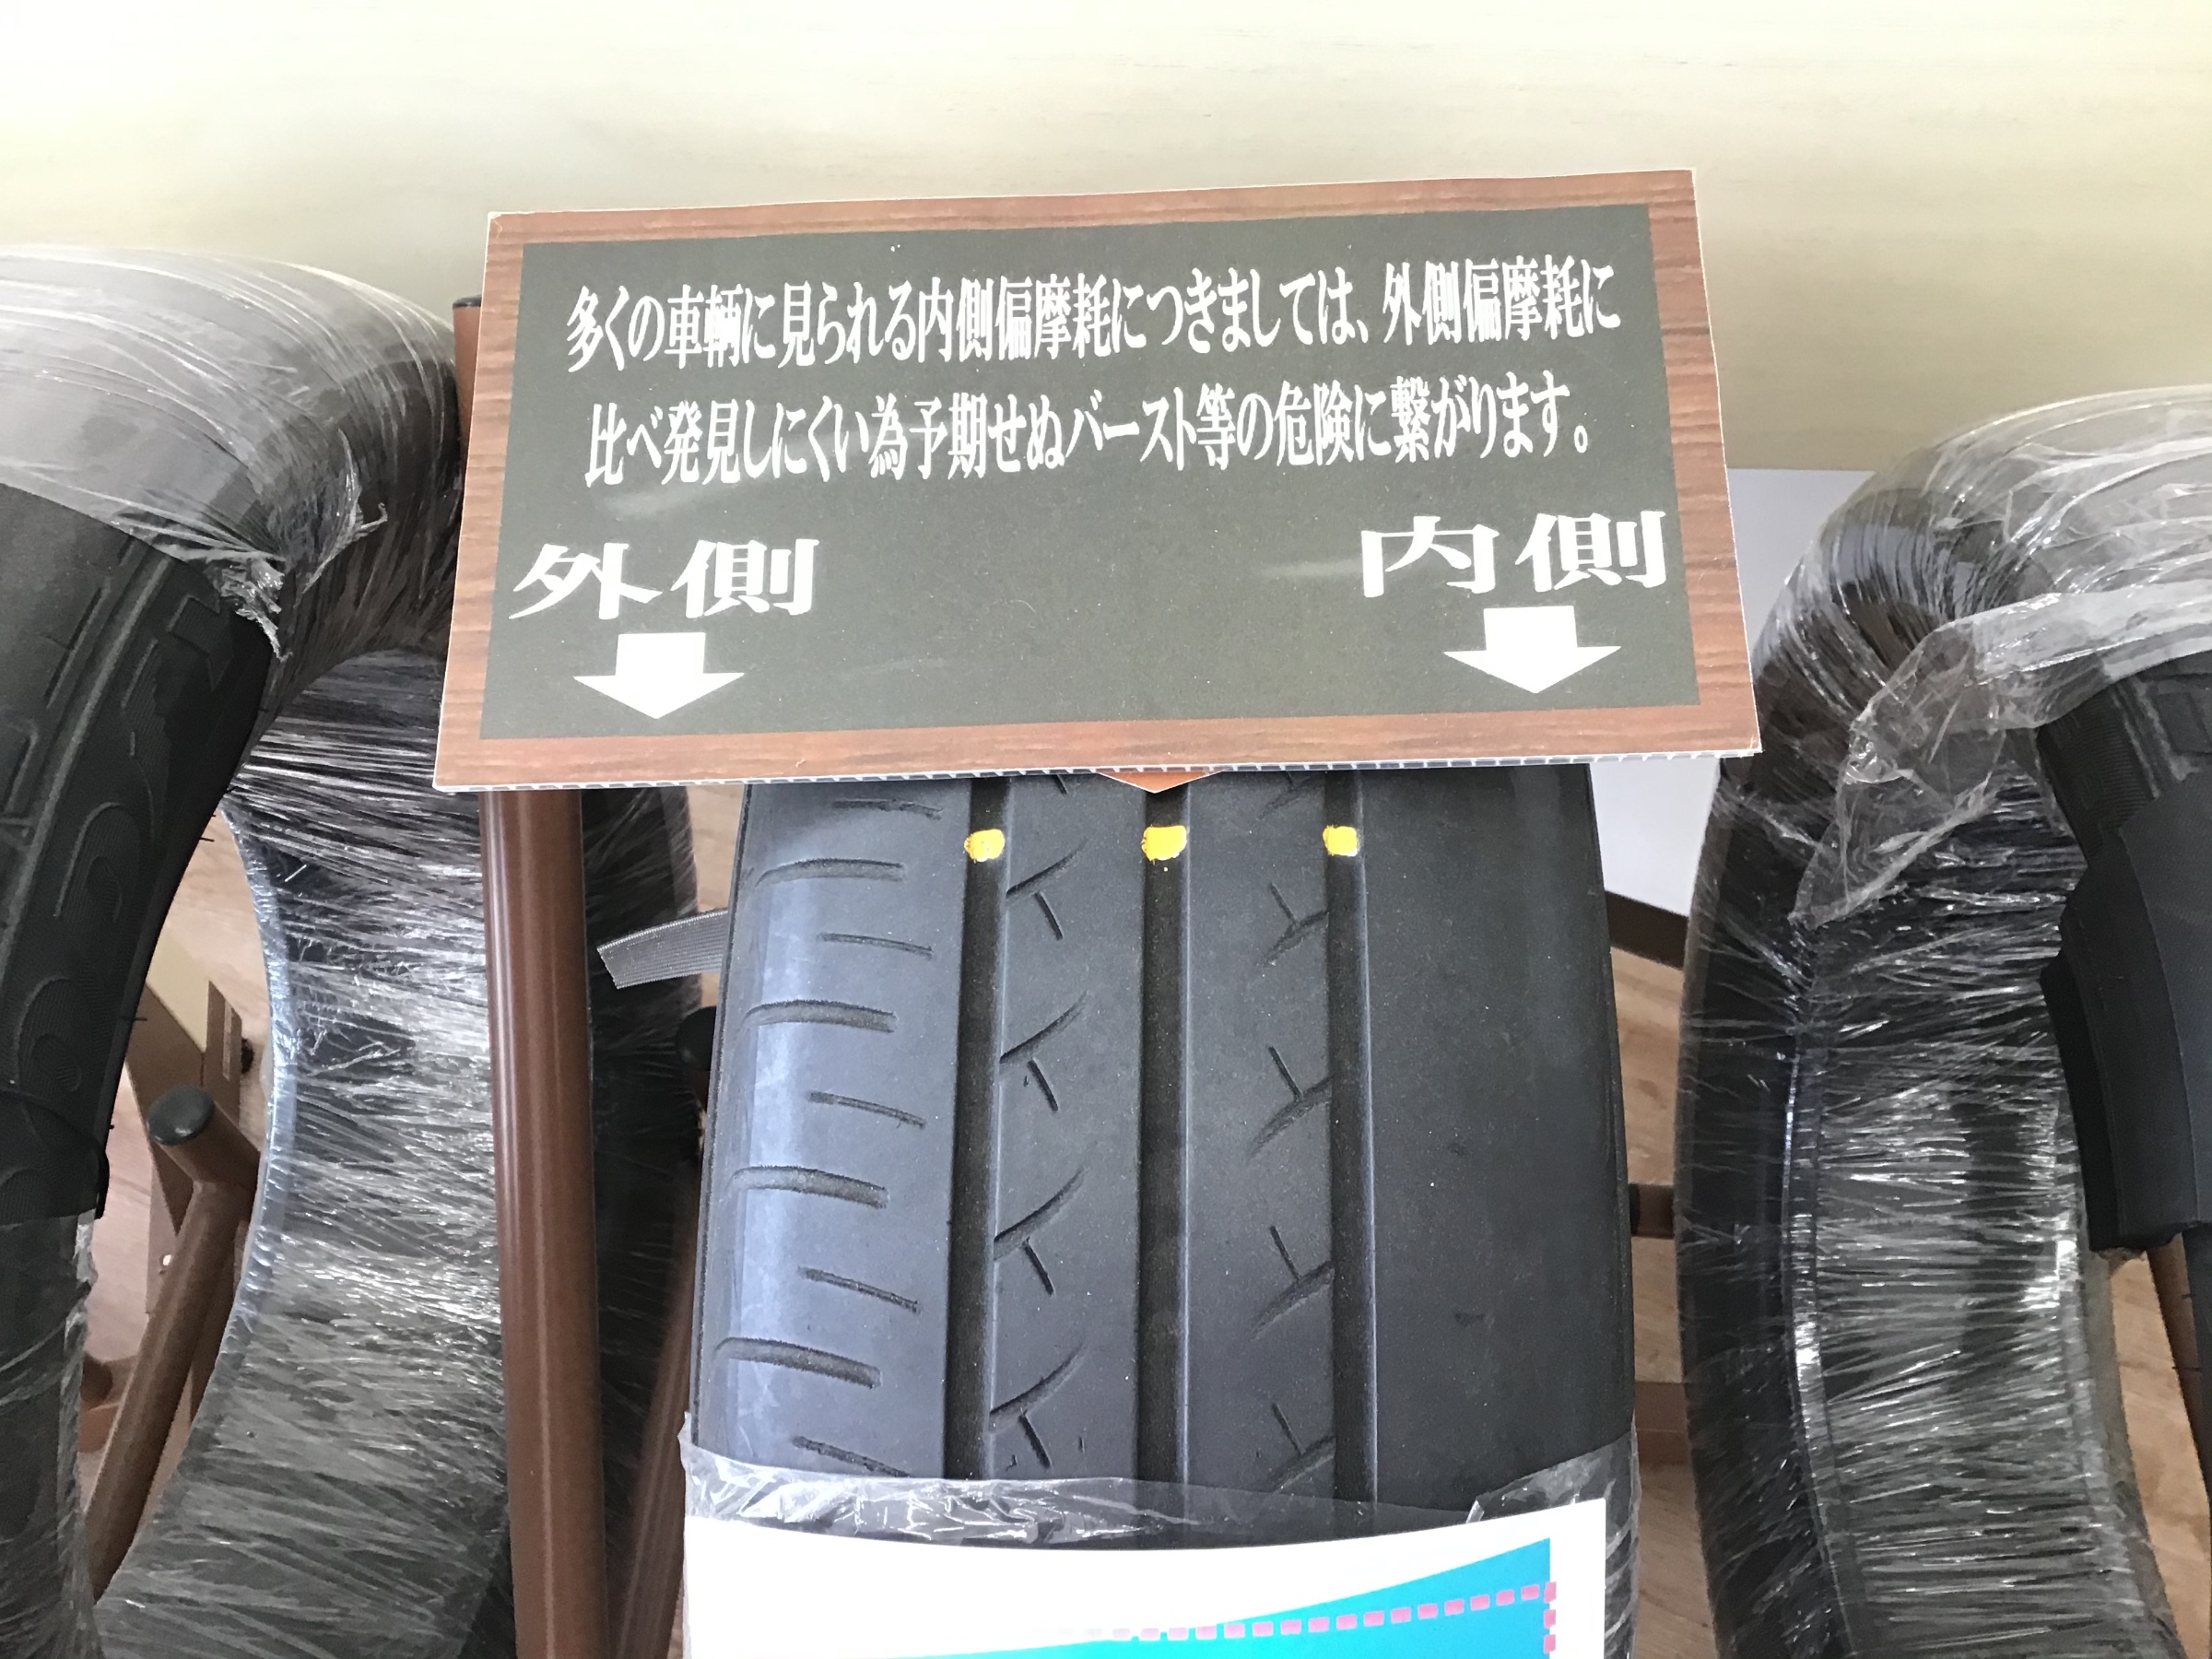 多くの車輌に見られる内側偏摩耗につきましては、外側偏摩耗に
比べ発見しにくい為予期せぬバースト等の危険に繋がります。
外側
内側